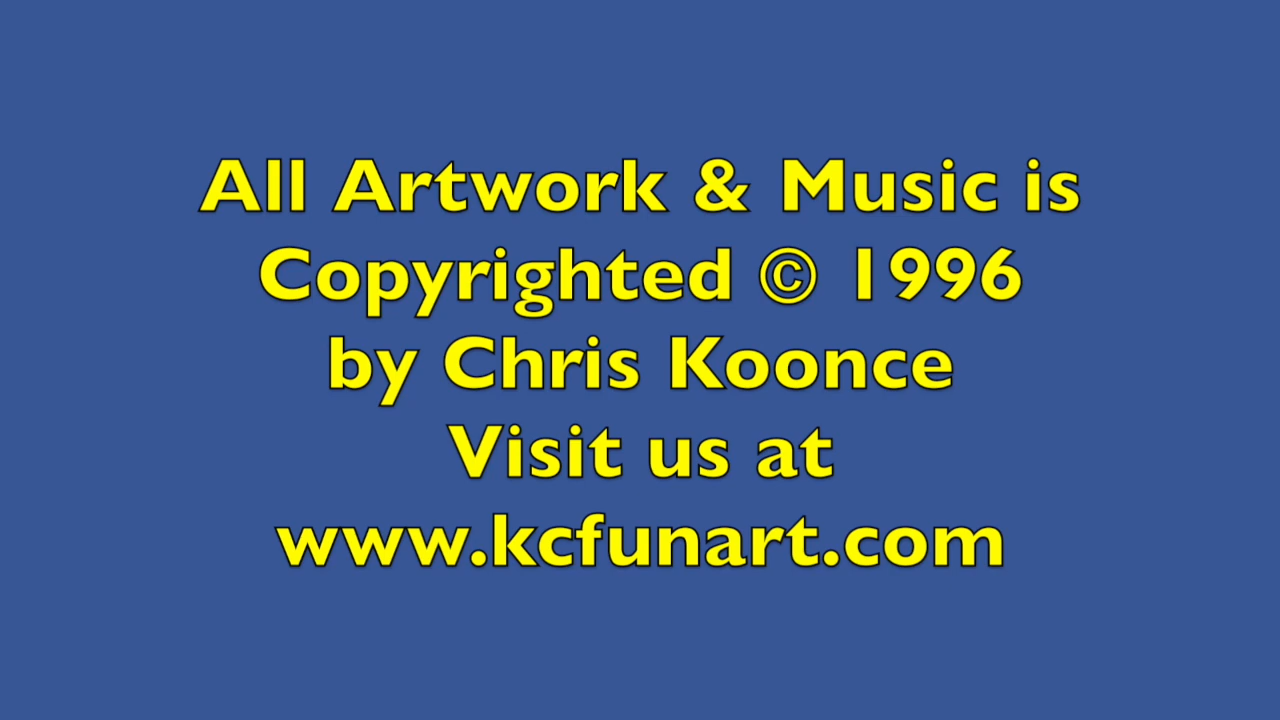 All Artwork & Music is
Copyrighted © 1996
by Chris Koonce
Visit us at
www.kcfunart.com